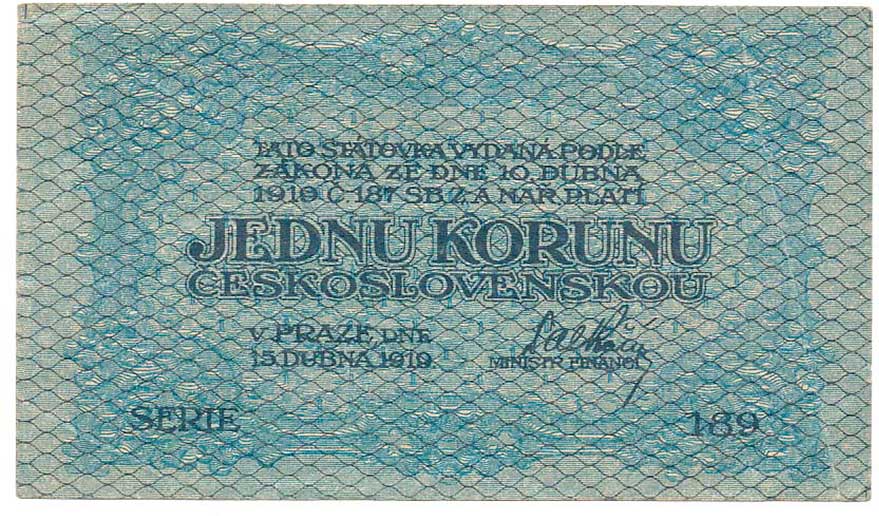 TATO STÁTOVKA VYDANÁ PODLE
ZÁKONA ZE DNE 10. DUBNA
1919 Č. 187 SB. Z. A NAŘ. PLATÍ
JEDNU KORUNU
ČESKOSLOVENSKOU
V PRAZE, DNE
15. DUBNA 1919.
MINISTR FINANCÍ
SERIE 189